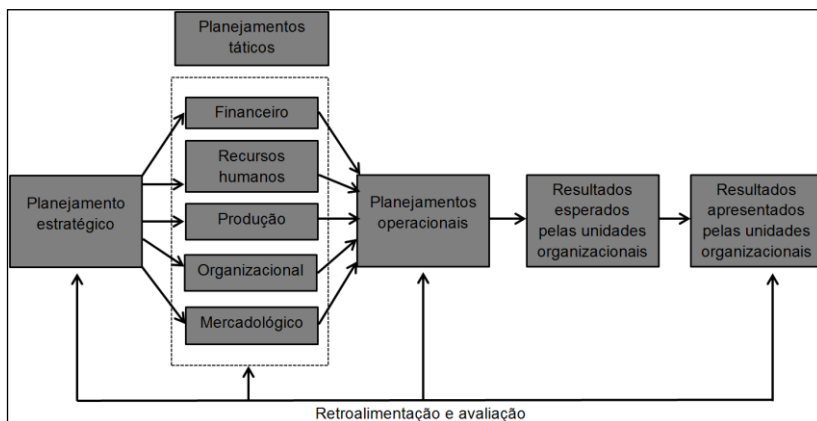 Planejamentos
táticos
Financeiro
Recursos
humanos
Planejamento
estratégico
Produção
Organizacional
Mercadológico
Planejamentos
operacionais
Resultados
esperados
pelas unidades
organizacionais
Resultados
apresentados
pelas unidades
organizacionais
Retroalimentação e avaliação